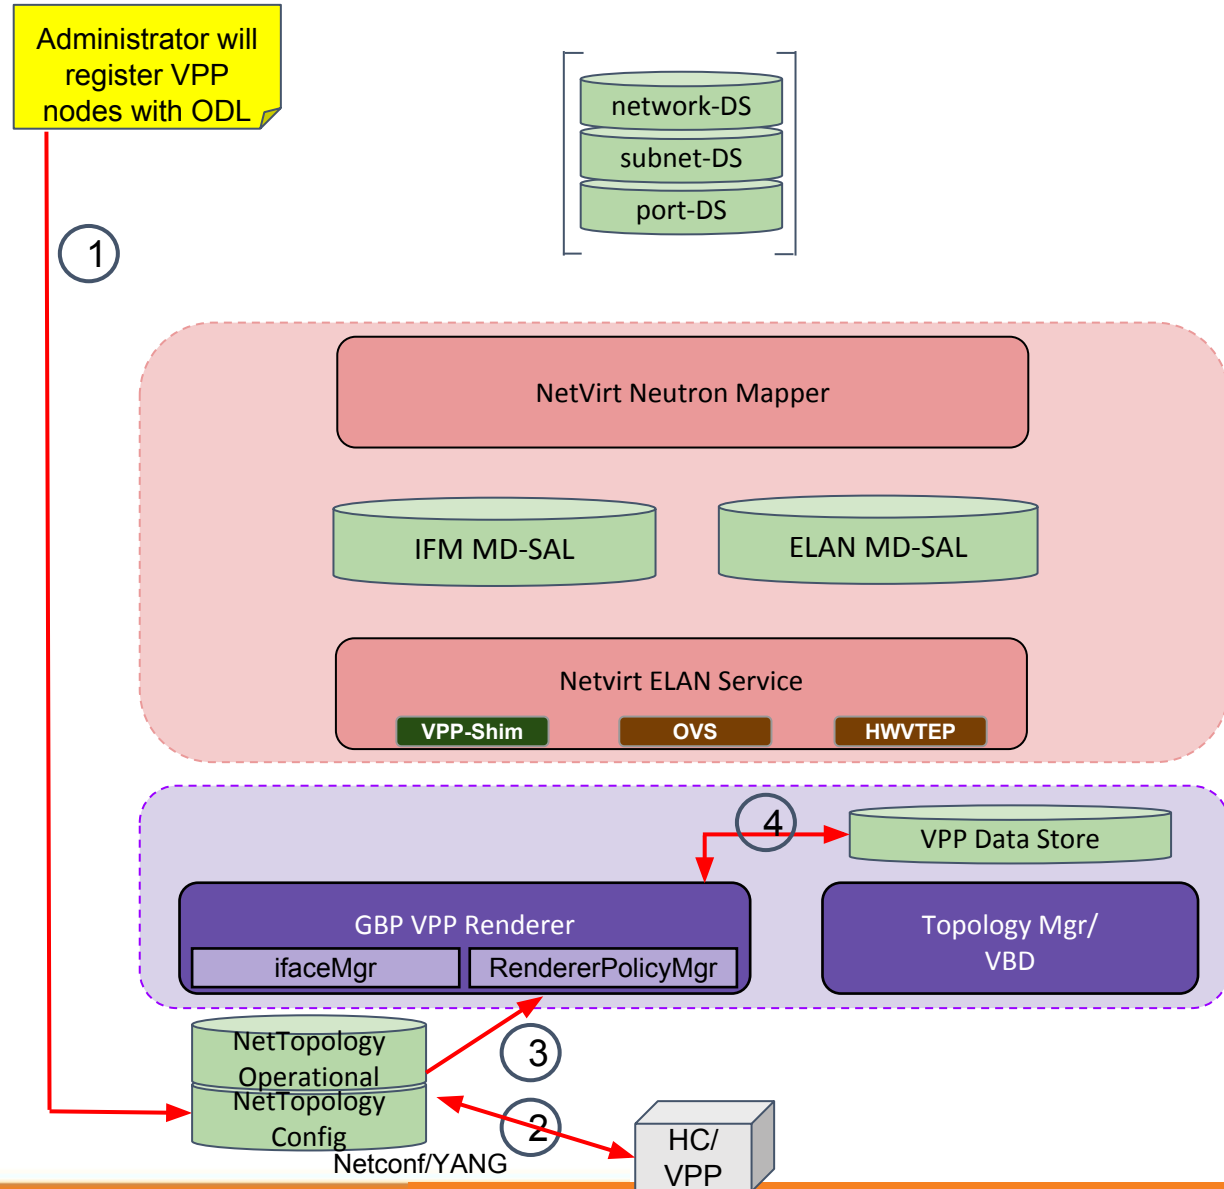 Administrator will
register VPP
nodes with ODL
network-DS
subnet-DS
port-DS
1
NetVirt Neutron Mapper
IFM MD-SAL
ELAN MD-SAL
Netvirt ELAN Service
VPP-Shim
OVS
HWVTEP
4
VPP Data Store
GBP VPP Renderer
ifaceMgr
RendererPolicyMgr
Topology Mgr/
VBD
NetTopology
Operational
NetTopology
Config
3
2
Netconf/YANG
HC/
VPP